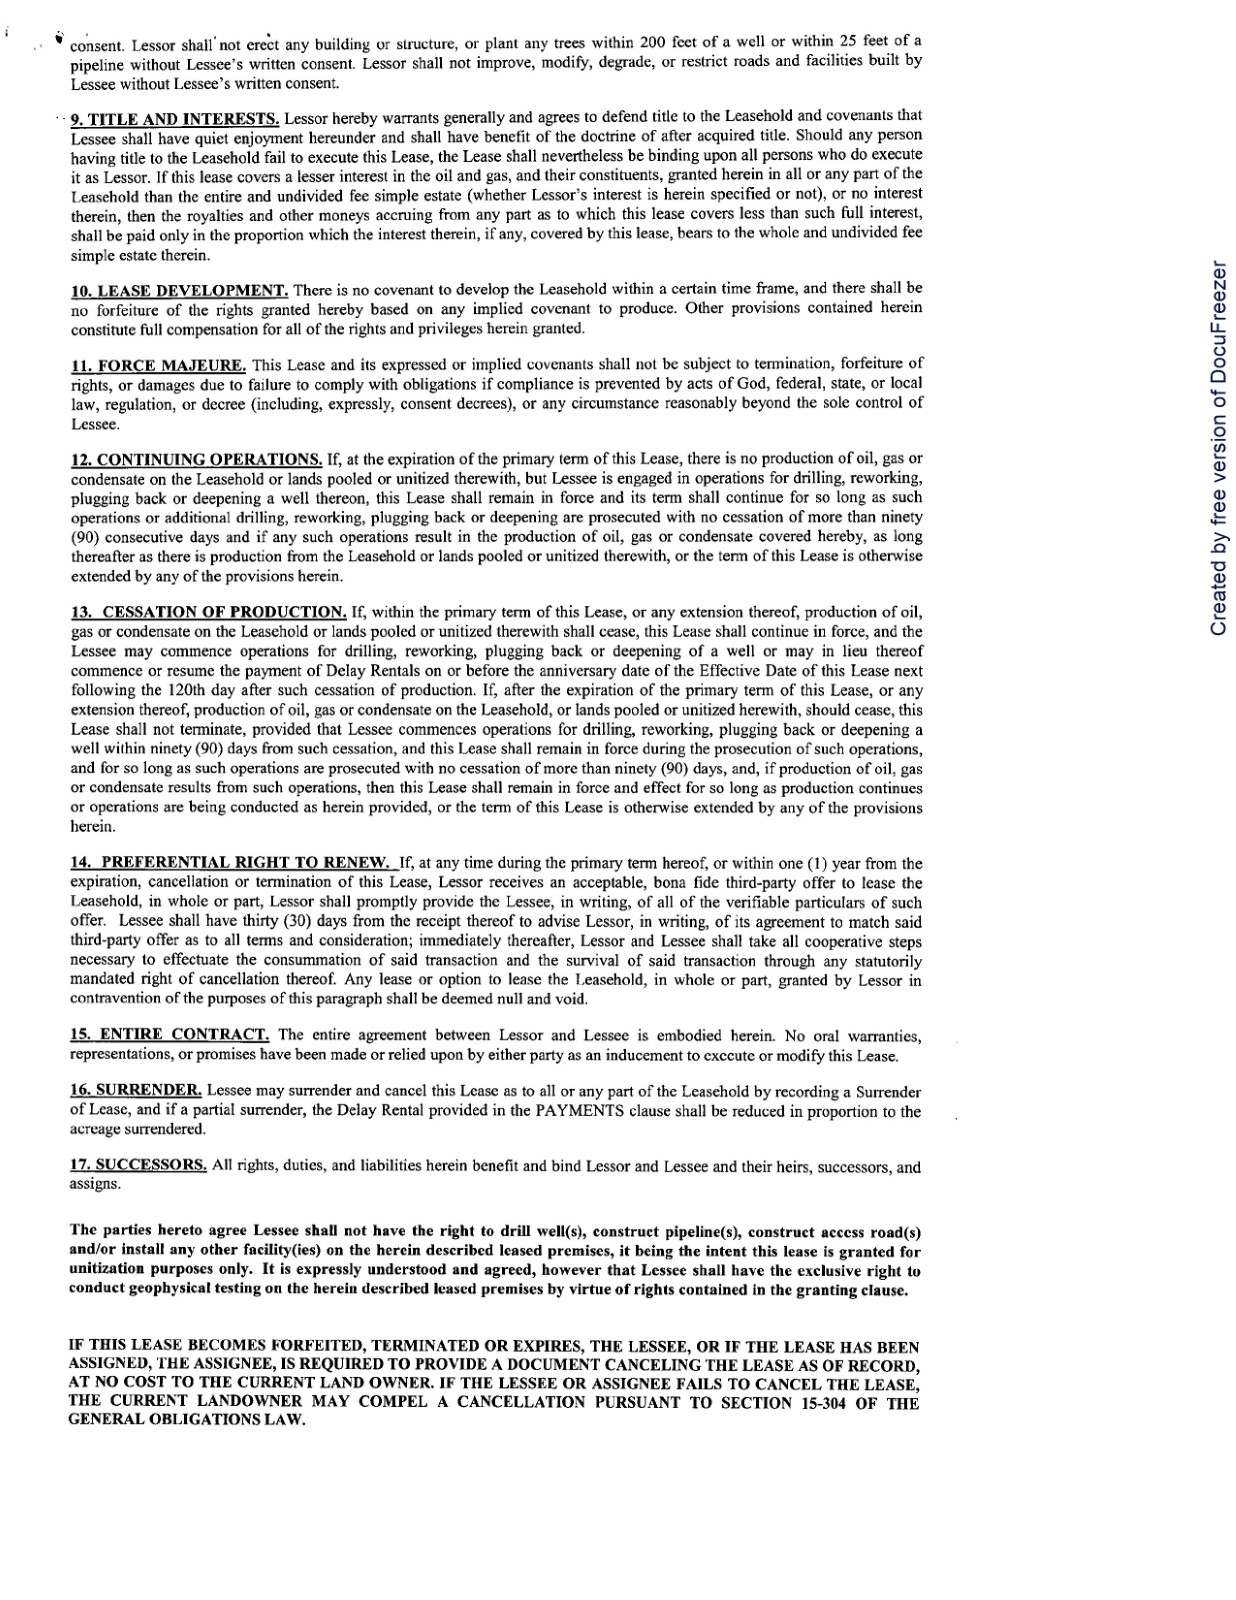 consent. Lessor shall not erect any building or structure, or plant any trees within 200 feet of a well or within 25 feet of a
pipeline without Lessee's written consent. Lessor shall not improve, modify, degrade, or restrict roads and facilities built by
Lessee without Lessee's written consent.
9. TITLE AND INTERESTS. Lessor hereby warrants generally and agrees to defend title to the Leasehold and covenants that
Lessee shall have quiet enjoyment hereunder and shall have benefit of the doctrine of after acquired title. Should any person
having title to the Leasehold fail to execute this Lease, the Lease shall nevertheless be binding upon all persons who do execute
it as Lessor. If this lease covers a lesser interest in the oil and gas, and their constituents, granted herein in all or any part of the
Leasehold than the entire and undivided fee simple estate (whether Lessor's interest is herein specified or not), or no interest
therein, then the royalties and other moneys accruing from any part as to which this lease covers less than such full interest,
shall be paid only in the proportion which the interest therein, if any, covered by this lease, bears to the whole and undivided fee
simple estate therein.
10. LEASE DEVELOPMENT. There is no covenant to develop the Leasehold within a certain time frame, and there shall be
no forfeiture of the rights granted hereby based on any implied covenant to produce. Other provisions contained herein
constitute full compensation for all of the rights and privileges herein granted.
11. FORCE MAJEURE. This Lease and its expressed or implied covenants shall not be subject to termination, forfeiture of
rights, or damages due to failure to comply with obligations if compliance is prevented by acts of God, federal, state, or local
law, regulation, or decree (including, expressly, consent decrees), or any circumstance reasonably beyond the sole control of
Lessee.
12. CONTINUING OPERATIONS. If, at the expiration of the primary term of this Lease, there is no production of oil, gas or
condensate on the Leasehold or lands pooled or unitized therewith, but Lessee is engaged in operations for drilling, reworking,
plugging back or deepening a well thereon, this Lease shall remain in force and its term shall continue for so long as such
operations or additional drilling, reworking, plugging back or deepening are prosecuted with no cessation of more than ninety
(90) consecutive days and if any such operations result in the production of oil, gas or condensate covered hereby, as long
thereafter as there is production from the Leasehold or lands pooled or unitized therewith, or the term of this Lease is otherwise
extended by any of the provisions herein.
13. CESSATION OF PRODUCTION. If, within the primary term of this Lease, or any extension thereof, production of oil,
gas or condensate on the Leasehold or lands pooled or unitized therewith shall cease, this Lease shall continue in force, and the
Lessee may commence operations for drilling, reworking, plugging back or deepening of a well or may in lieu thereof
commence or resume the payment of Delay Rentals on or before the anniversary date of the Effective Date of this Lease next
following the 120th day after such cessation of production. If, after the expiration of the primary term of this Lease, or any
extension thereof, production of oil, gas or condensate on the Leasehold, or lands pooled or unitized herewith, should cease, this
Lease shall not terminate, provided that Lessee commences operations for drilling, reworking, plugging back or deepening a
well within ninety (90) days from such cessation, and this Lease shall remain in force during the prosecution of such operations,
and for so long as such operations are prosecuted with no cessation of more than ninety (90) days, and, if production of oil, gas
or condensate results from such operations, then this Lease shall remain in force and effect for so long as production continues
or operations are being conducted as herein provided, or the term of this Lease is otherwise extended by any of the provisions
herein.
14. PREFERENTIAL RIGHT TO RENEW. If, at any time during the primary term hereof, or within one (1) year from the
expiration, cancellation or termination of this Lease, Lessor receives an acceptable, bona fide third-party offer to lease the
Leasehold, in whole or part, Lessor shall promptly provide the Lessee, in writing, of all of the verifiable particulars of such
offer. Lessee shall have thirty (30) days from the receipt thereof to advise Lessor, in writing, of its agreement to match said
third-party offer as to all terms and consideration; immediately thereafter, Lessor and Lessee shall take all cooperative steps
necessary to effectuate the consummation of said transaction and the survival of said transaction through any statutorily
mandated right of cancellation thereof. Any lease or option to lease the Leasehold, in whole or part, granted by Lessor in
contravention of the purposes of this paragraph shall be deemed null and void.
15. ENTIRE CONTRACT. The entire agreement between Lessor and Lessee is embodied herein. No oral warranties,
representations, or promises have been made or relied upon by either party as an inducement to execute or modify this Lease.
16. SURRENDER. Lessee may surrender and cancel this Lease as to all or any part of the Leasehold by recording a Surrender
of Lease, and if a partial surrender, the Delay Rental provided in the PAYMENTS clause shall be reduced in proportion to the
acreage surrendered.
17. SUCCESSORS. All rights, duties, and liabilities herein benefit and bind Lessor and Lessee and their heirs, successors, and
assigns.
The parties hereto agree Lessee shall not have the right to drill well(s), construct pipeline(s), construct access road(s)
and/or install any other facility(ies) on the herein described leased premises, it being the intent this lease is granted for
unitization purposes only. It is expressly understood and agreed, however that Lessee shall have the exclusive right to
conduct geophysical testing on the herein described leased premises by virtue of rights contained in the granting clause.
IF THIS LEASE BECOMES FORFEITED, TERMINATED OR EXPIRES, THE LESSEE, OR IF THE LEASE HAS BEEN
ASSIGNED, THE ASSIGNEE, IS REQUIRED TO PROVIDE A DOCUMENT CANCELING THE LEASE AS OF RECORD,
AT NO COST TO THE CURRENT LAND OWNER. IF THE LESSEE OR ASSIGNEE FAILS TO CANCEL THE LEASE,
THE CURRENT LANDOWNER MAY COMPEL A CANCELLATION PURSUANT TO SECTION 15-304 OF THE
GENERAL OBLIGATIONS LAW.
Created by free version of DocuFreezer